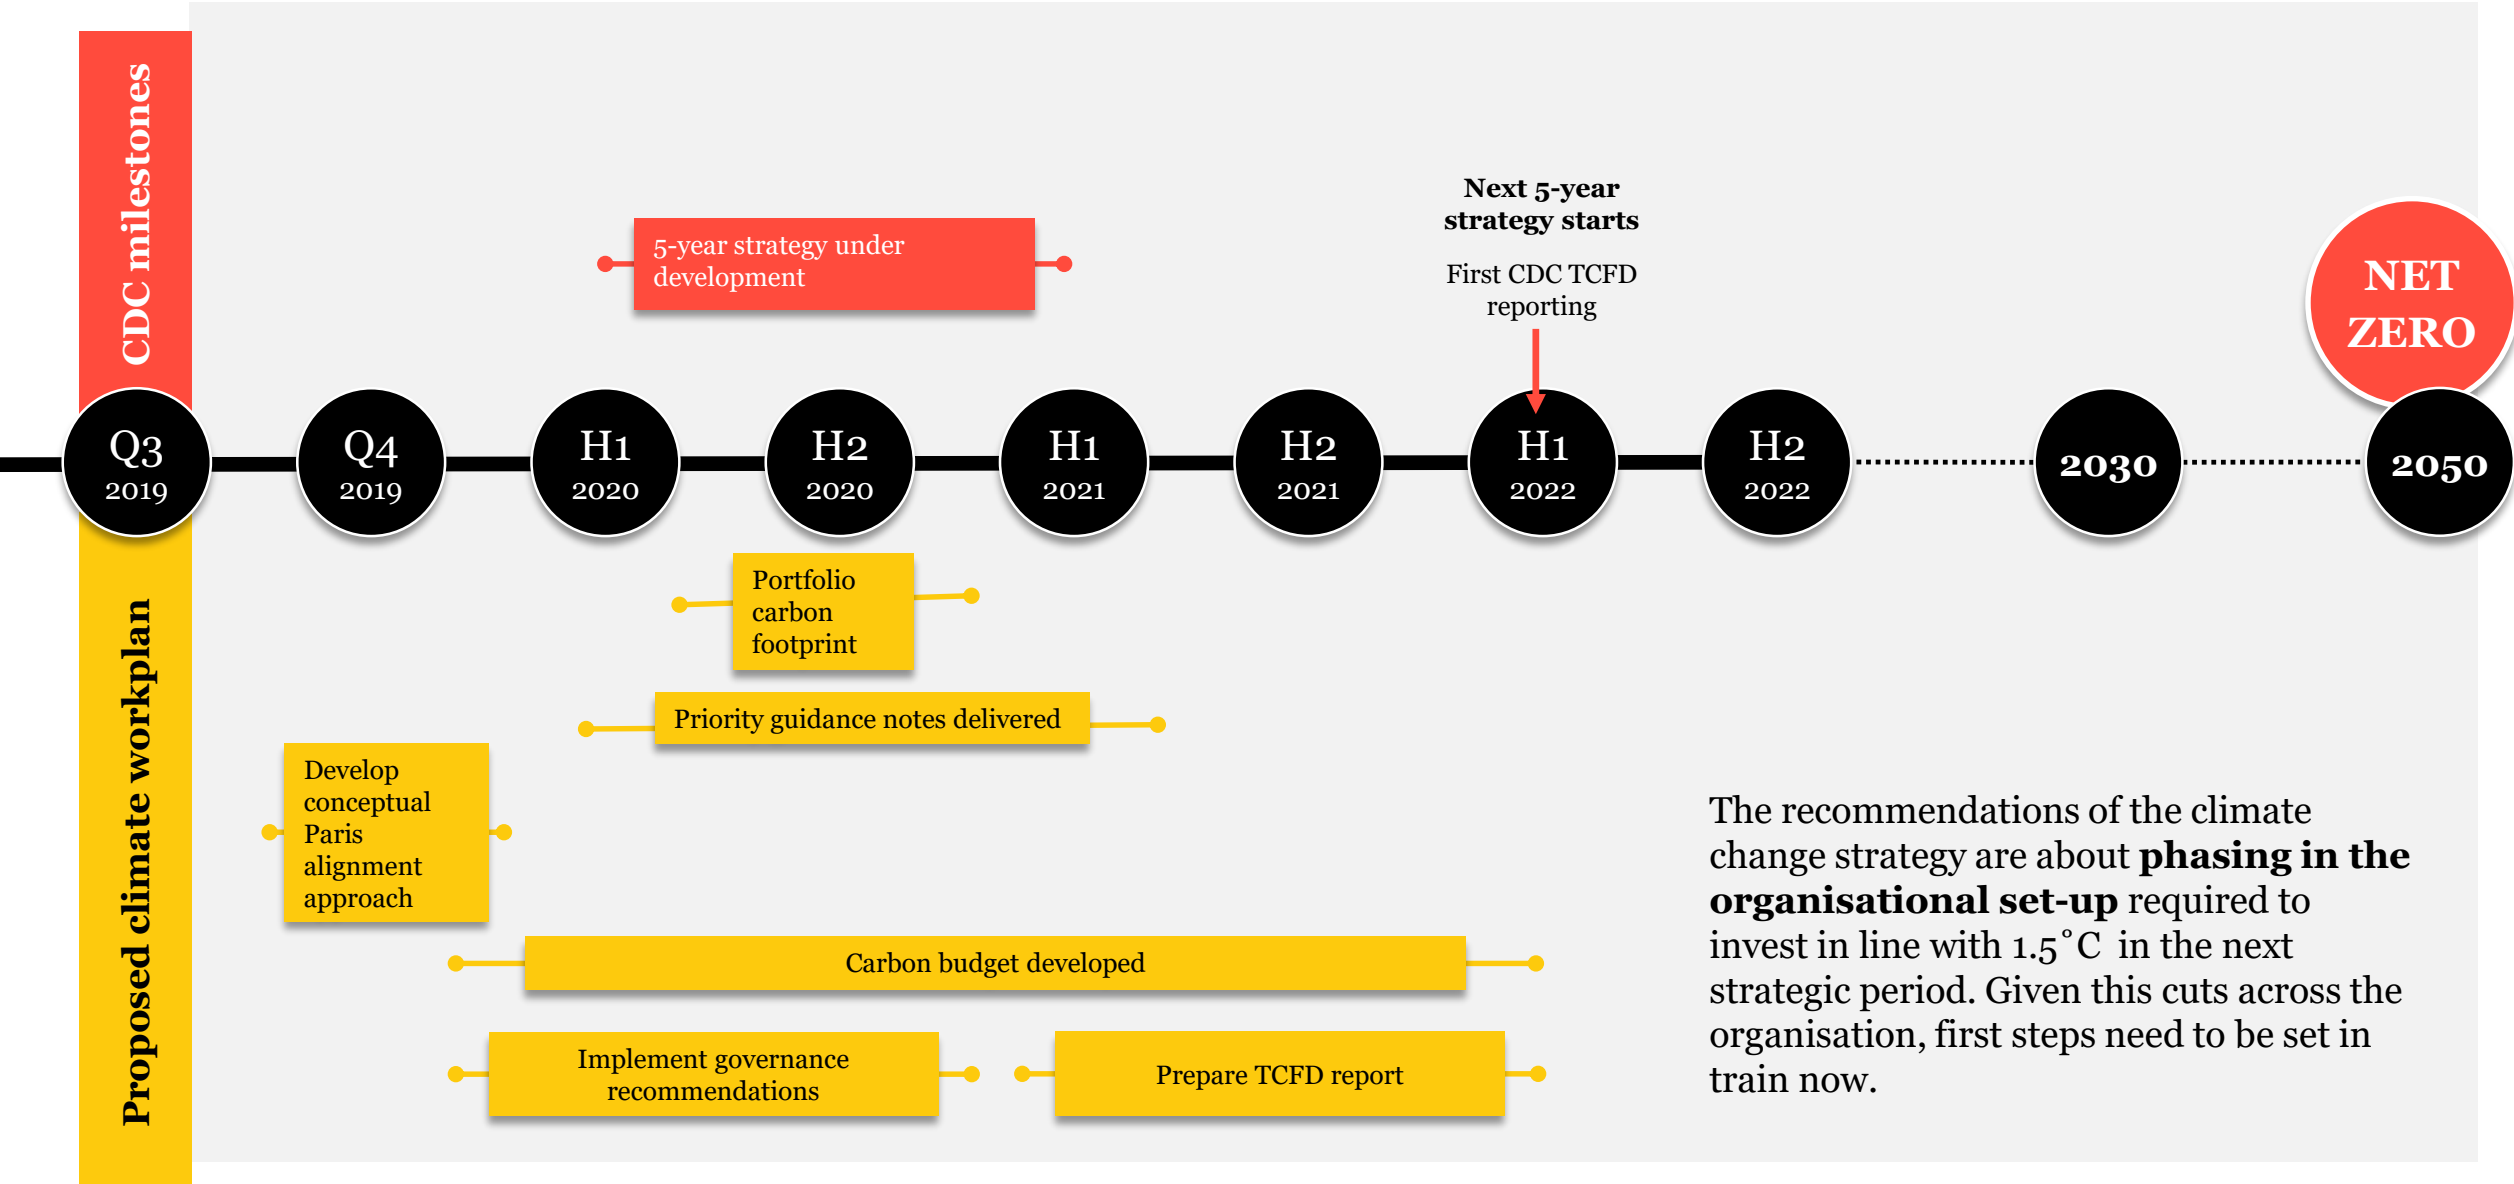 CDC milestones
Next 5-year
strategy starts
First CDC TCFD
reporting
5-year strategy under
development
NET
ZERO
Q3
2019
Q4
2019
H1
2020
H2
2020
H1
2021
H2
2021
H1
2022
H2
2022
2030
2050
Proposed climate workplan
Portfolio
carbon
footprint
Priority guidance notes delivered
Develop
conceptual
Paris
alignment
approach
Carbon budget developed
Implement governance
recommendations
Prepare TCFD report
The recommendations of the climate
change strategy are about phasing in the
organisational set-up required to
invest in line with 1.5˚C in the next
strategic period. Given this cuts across the
organisation, first steps need to be set in
train now.